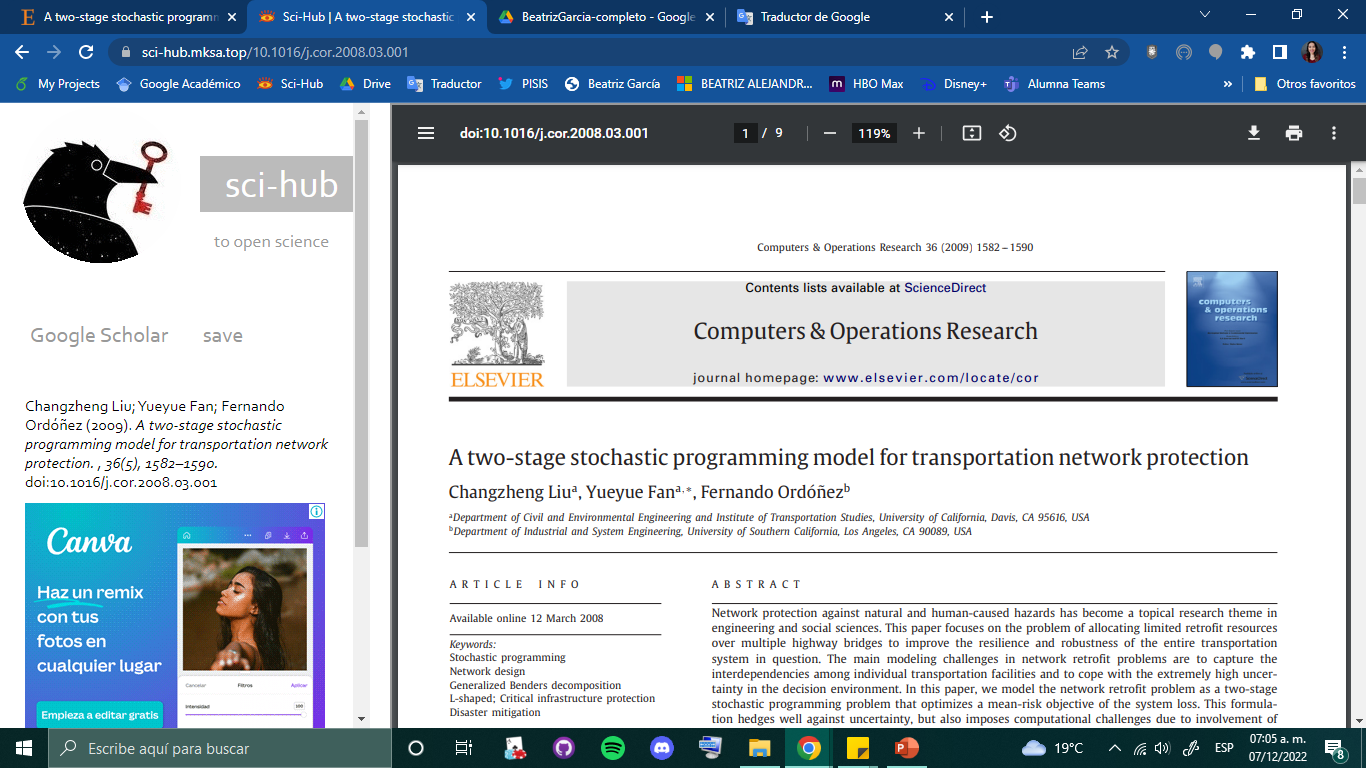 A two-stage stochastic programm
Sci-Hub | A two-stage stochastic
BeatrizGarcia-completo - Google
Traductor de Google
sci-hub.mksa.top/10.1016/j.cor.2008.03.001
My Projects
Google Académico
Sci-Hub
Drive
Traductor
PISIS
Beatriz García
BEATRIZ ALEJANDR...
HBO Max
Disney+
Alumna Teams
»
Otros favoritos
sci-hub
to open science
Google Scholar
save
Changzheng Liu; Yueyue Fan; Fernando
Ordóñez (2009). A two-stage stochastic
programming model for transportation network
protection. , 36(5), 1582–1590.
doi:10.1016/j.cor.2008.03.001
Canva
Haz un remix
con tus
fotos en
cualquier lugar
Empieza a editar gratis
Cancelar
Filtros
Aplicar
Intensidad
100
doi:10.1016/j.cor.2008.03.001
1 / 9
119%
Computers & Operations Research 36 (2009) 1582 – 1590
Contents lists available at ScienceDirect
Computers & Operations Research
journal homepage: www.elsevier.com/locate/cor
ELSEVIER
computers
& operations
research
A two-stage stochastic programming model for transportation network protection
Changzheng Liuᵃ, Yueyue Fanᵃ,*, Fernando Ordóñezᵇ
ᵃDepartment of Civil and Environmental Engineering and Institute of Transportation Studies, University of California, Davis, CA 95616, USA
ᵇDepartment of Industrial and System Engineering, University of Southern California, Los Angeles, CA 90089, USA
ARTICLE INFO
Available online 12 March 2008
Keywords:
Stochastic programming
Network design
Generalized Benders decomposition
L-shaped; Critical infrastructure protection
Disaster mitigation
ABSTRACT
Network protection against natural and human-caused hazards has become a topical research theme in
engineering and social sciences. This paper focuses on the problem of allocating limited retrofit resources
over multiple highway bridges to improve the resilience and robustness of the entire transportation
system in question. The main modeling challenges in network retrofit problems are to capture the
interdependencies among individual transportation facilities and to cope with the extremely high uncer-
tainty in the decision environment. In this paper, we model the network retrofit problem as a two-stage
stochastic programming problem that optimizes a mean-risk objective of the system loss. This formula-
tion hedges well against uncertainty, but also imposes computational challenges due to involvement of
Escribe aquí para buscar
19°C
ESP
07:05 a. m.
07/12/2022
8